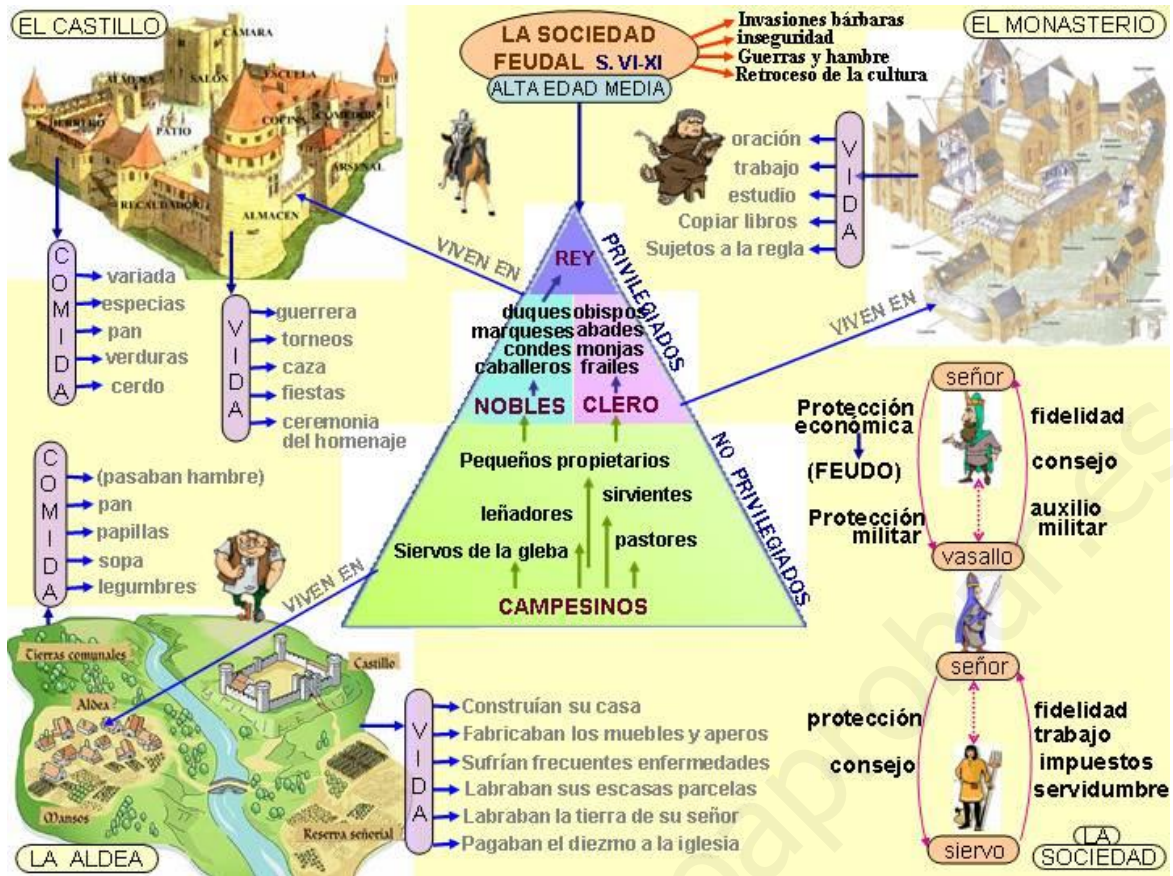 EL CASTILLO
CÁMARA
ALMENA
SALÓN
ESCUELA
HERRERO
PATIO
COCINA
COMEDOR
ARSENAL
RECAUDADOR
ALMACÉN
LA SOCIEDAD
FEUDAL S. VI-XI
ALTA EDAD MEDIA
Invasiones bárbaras
inseguridad
Guerras y hambre
Retroceso de la cultura
EL MONASTERIO
VIDA
oración
trabajo
estudio
Copiar libros
Sujetos a la regla
COMIDA
variada
especias
pan
verduras
cerdo
VIDA
guerrera
torneos
caza
fiestas
ceremonia
del homenaje
VIVEN EN
VIVEN EN
PRIVILEGIADOS
REY
duques
marqueses
condes
caballeros
NOBLES
obispos
abades
monjas
frailes
CLERO
NO PRIVILEGIADOS
Pequeños propietarios
sirvientes
leñadores
pastores
Siervos de la gleba
CAMPESINOS
VIVEN EN
COMIDA
(pasaban hambre)
pan
papillas
sopa
legumbres
Tierras comunales
Castillo
Aldea
Mansos
Reserva señorial
LA ALDEA
VIDA
Construían su casa
Fabricaban los muebles y aperos
Sufrían frecuentes enfermedades
Labraban sus escasas parcelas
Labraban la tierra de su señor
Pagaban el diezmo a la iglesia
señor
Protección
económica
(FEUDO)
Protección
militar
fidelidad
consejo
auxilio
militar
vasallo
señor
protección
consejo
fidelidad
trabajo
impuestos
servidumbre
siervo
LA
SOCIEDAD